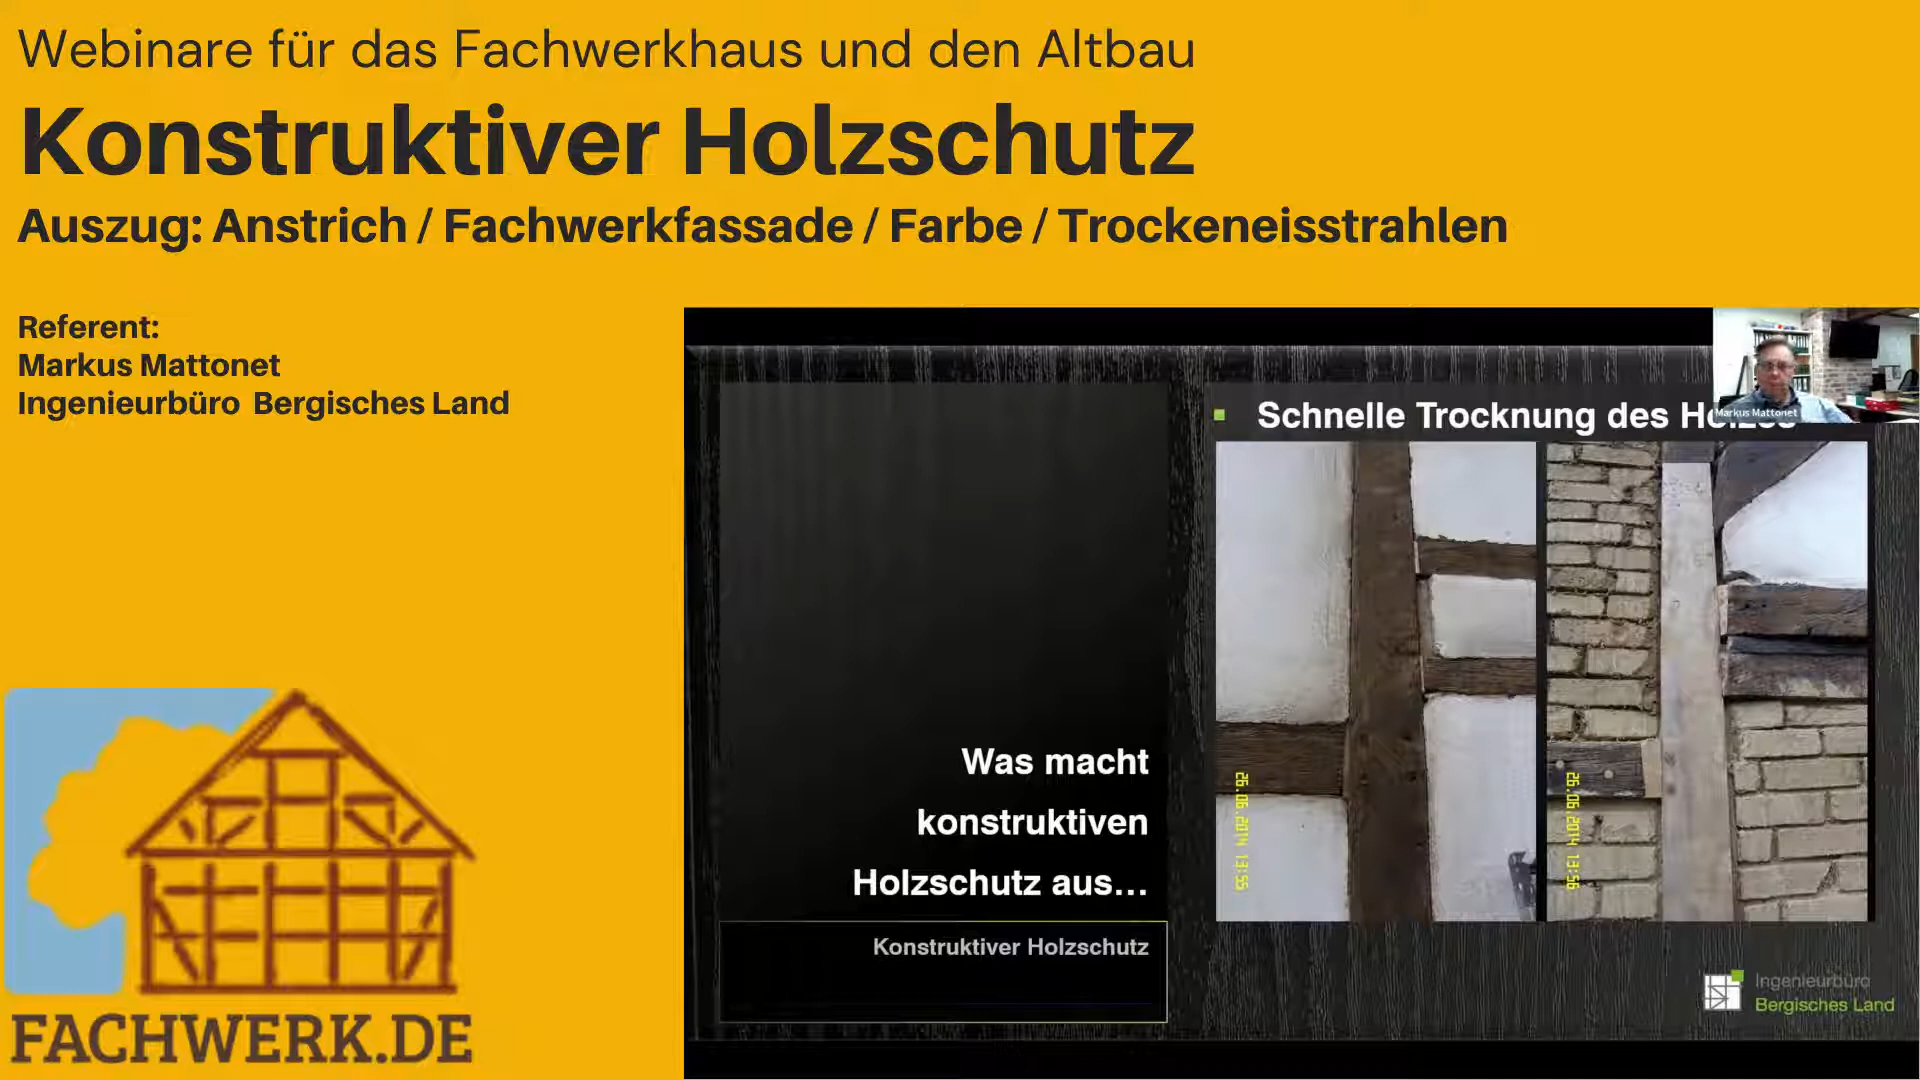 Webinare für das Fachwerkhaus und den Altbau
Konstruktiver Holzschutz
Auszug: Anstrich / Fachwerkfassade / Farbe / Trockeneisstrahlen
Referent:
Markus Mattonet
Ingenieurbüro Bergisches Land
Markus Mattonet
Schnelle Trocknung des
Was macht
konstruktiven
Holzschutz aus...
Konstruktiver Holzschutz
26.06.2014 13:55
26.06.2014 13:56
Ingenieurbüro
Bergisches Land
FACHWERK.DE